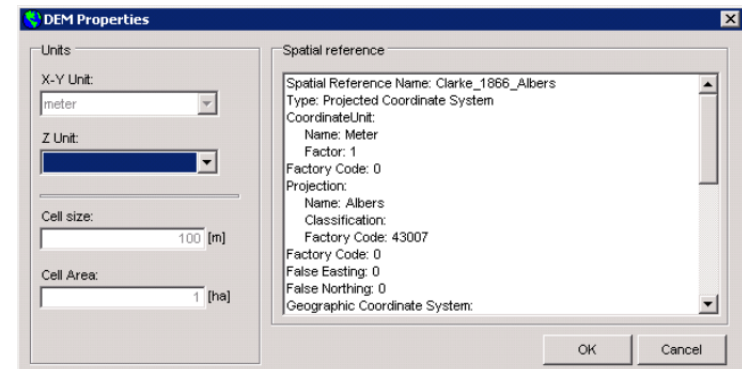 DEM Properties
Units
X-Y Unit:
meter
Z Unit:
Cell size:
100 [m]
Cell Area:
1 [ha]
Spatial reference
Spatial Reference Name: Clarke_1866_Albers
Type: Projected Coordinate System
CoordinateUnit:
Name: Meter
Factor: 1
Factory Code: 0
Projection:
Name: Albers
Classification:
Factory Code: 43007
Factory Code: 0
False Easting: 0
False Northing: 0
Geographic Coordinate System:
OK
Cancel